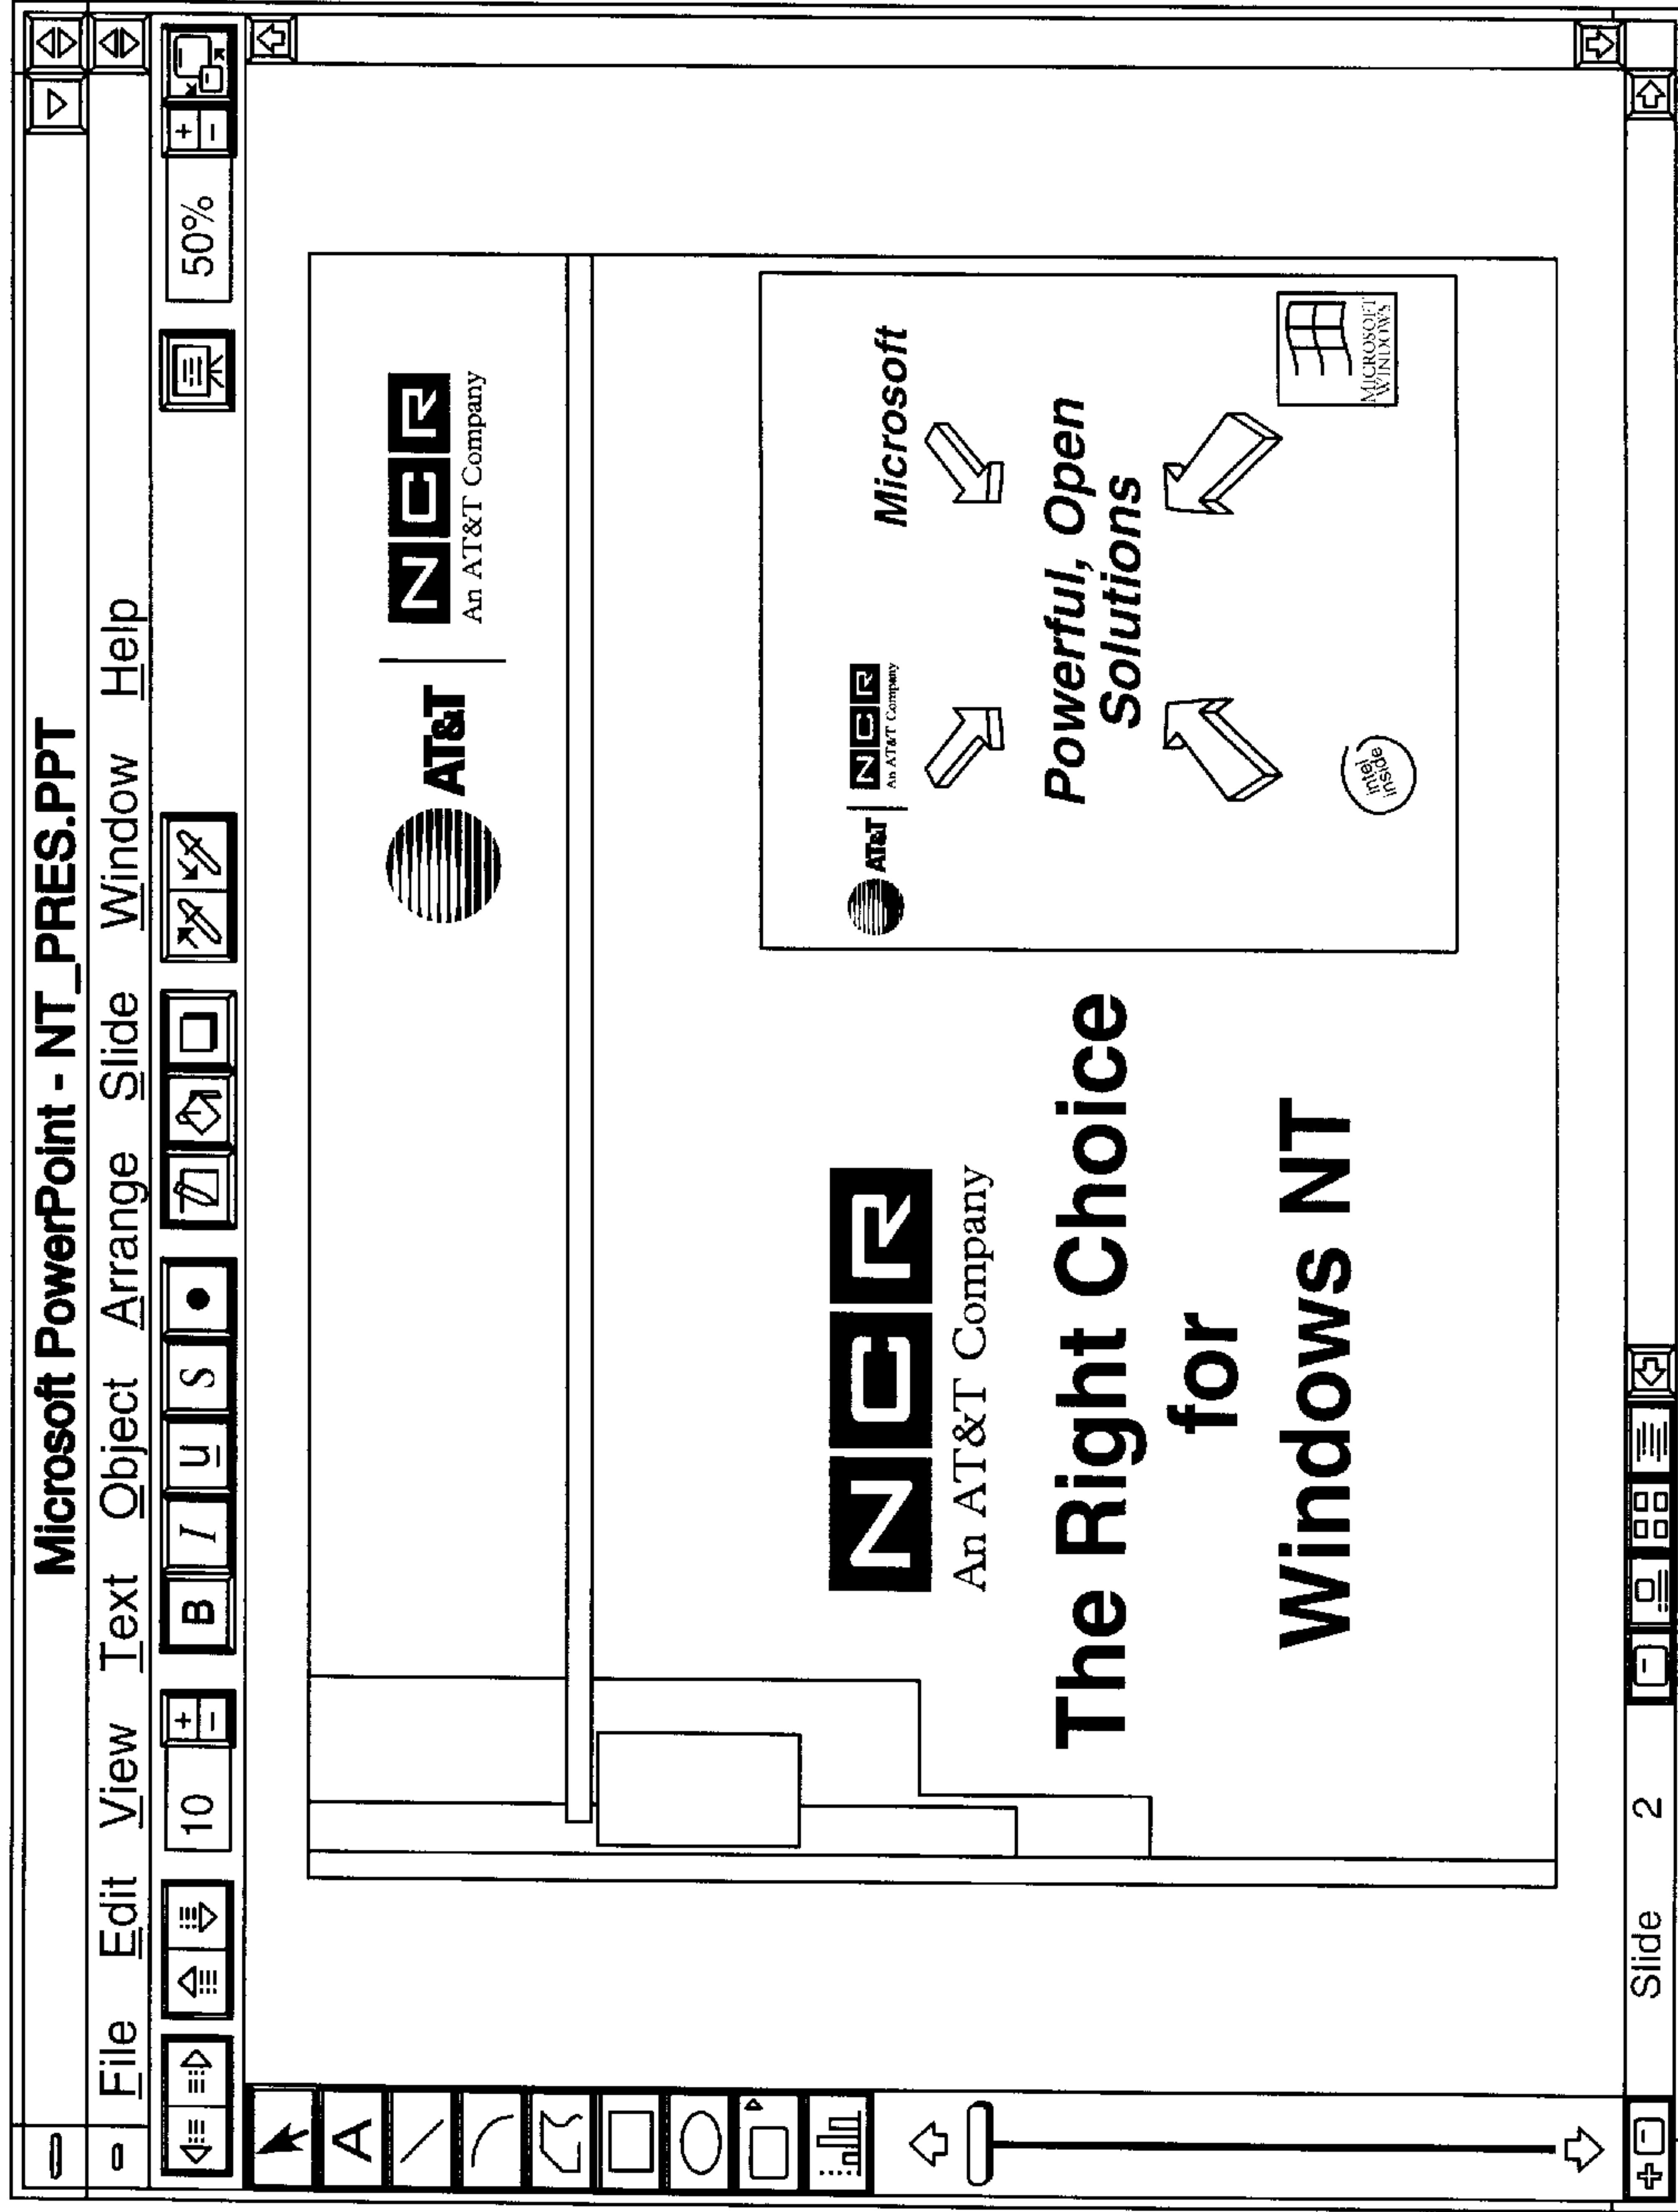 Microsoft PowerPoint - NT_PRES.PPT
File Edit View Text Object Arrange Slide Window Help
10 + - B I U S 50% + -
A
AT&T NCR
An AT&T Company
NCR
An AT&T Company
The Right Choice
for
Windows NT
AT&T NCR
An AT&T Company
Microsoft
Powerful, Open
Solutions
intel
inside
MICROSOFT
WINDOWS
Slide 2